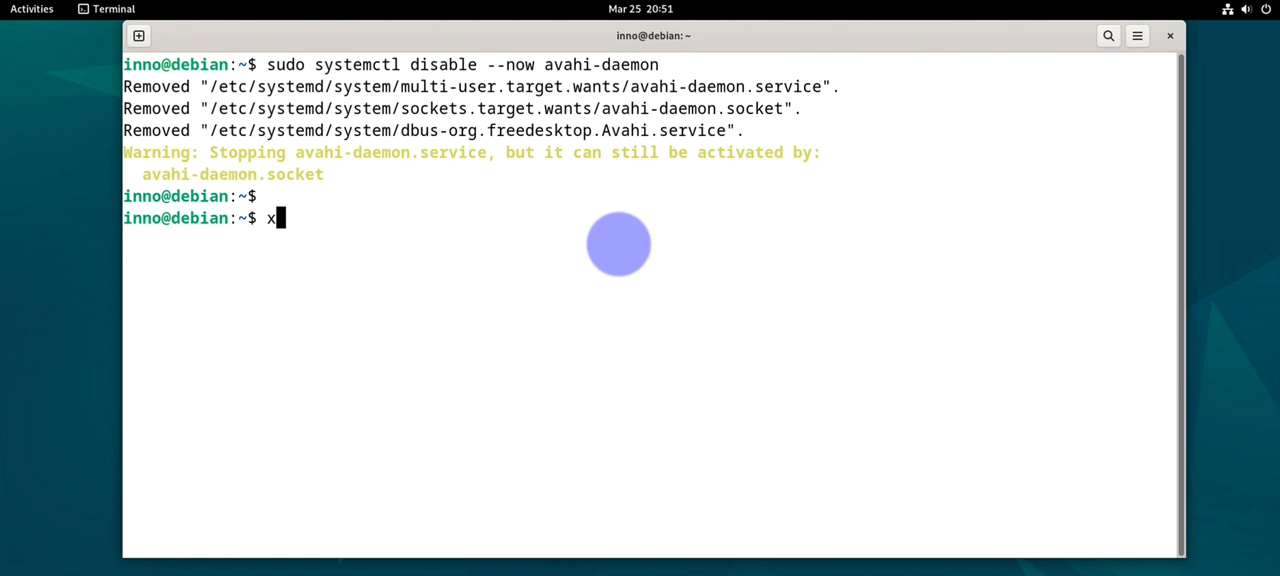 Activities
Terminal
Mar 25 20:51
inno@debian: ~
inno@debian:~$ sudo systemctl disable --now avahi-daemon
Removed "/etc/systemd/system/multi-user.target.wants/avahi-daemon.service".
Removed "/etc/systemd/system/sockets.target.wants/avahi-daemon.socket".
Removed "/etc/systemd/system/dbus-org.freedesktop.Avahi.service".
Warning: Stopping avahi-daemon.service, but it can still be activated by:
  avahi-daemon.socket
inno@debian:~$
inno@debian:~$ x